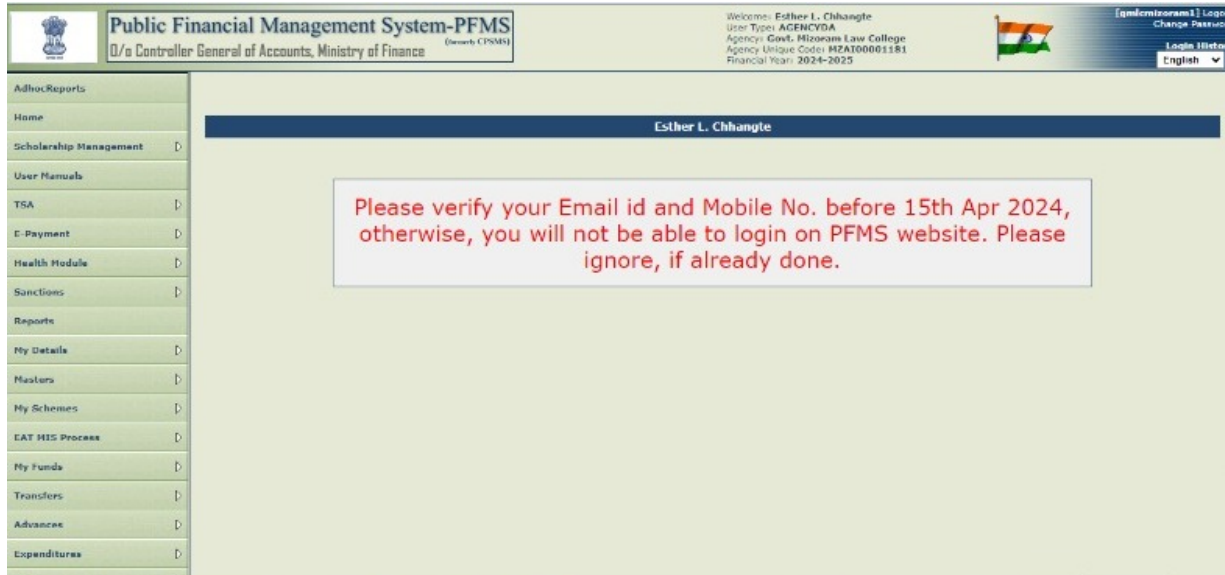 Public Financial Management System-PFMS
(formerly CPSMS)
O/o Controller General of Accounts, Ministry of Finance
Welcome: Esther L. Chhangte
User Type: AGENCYDA
Agency: Govt. Mizoram Law College
Agency Unique Code: MZAI00001181
Financial Year: 2024-2025
[gmlcmizoram1] Logo
Change Passwo
Login Histo
English
AdhocReports
Home
Scholarship Management
User Manuals
TSA
E-Payment
Health Module
Sanctions
Reports
My Details
Masters
My Schemes
EAT MIS Process
My Funds
Transfers
Advances
Expenditures
Esther L. Chhangte
Please verify your Email id and Mobile No. before 15th Apr 2024,
otherwise, you will not be able to login on PFMS website. Please
ignore, if already done.